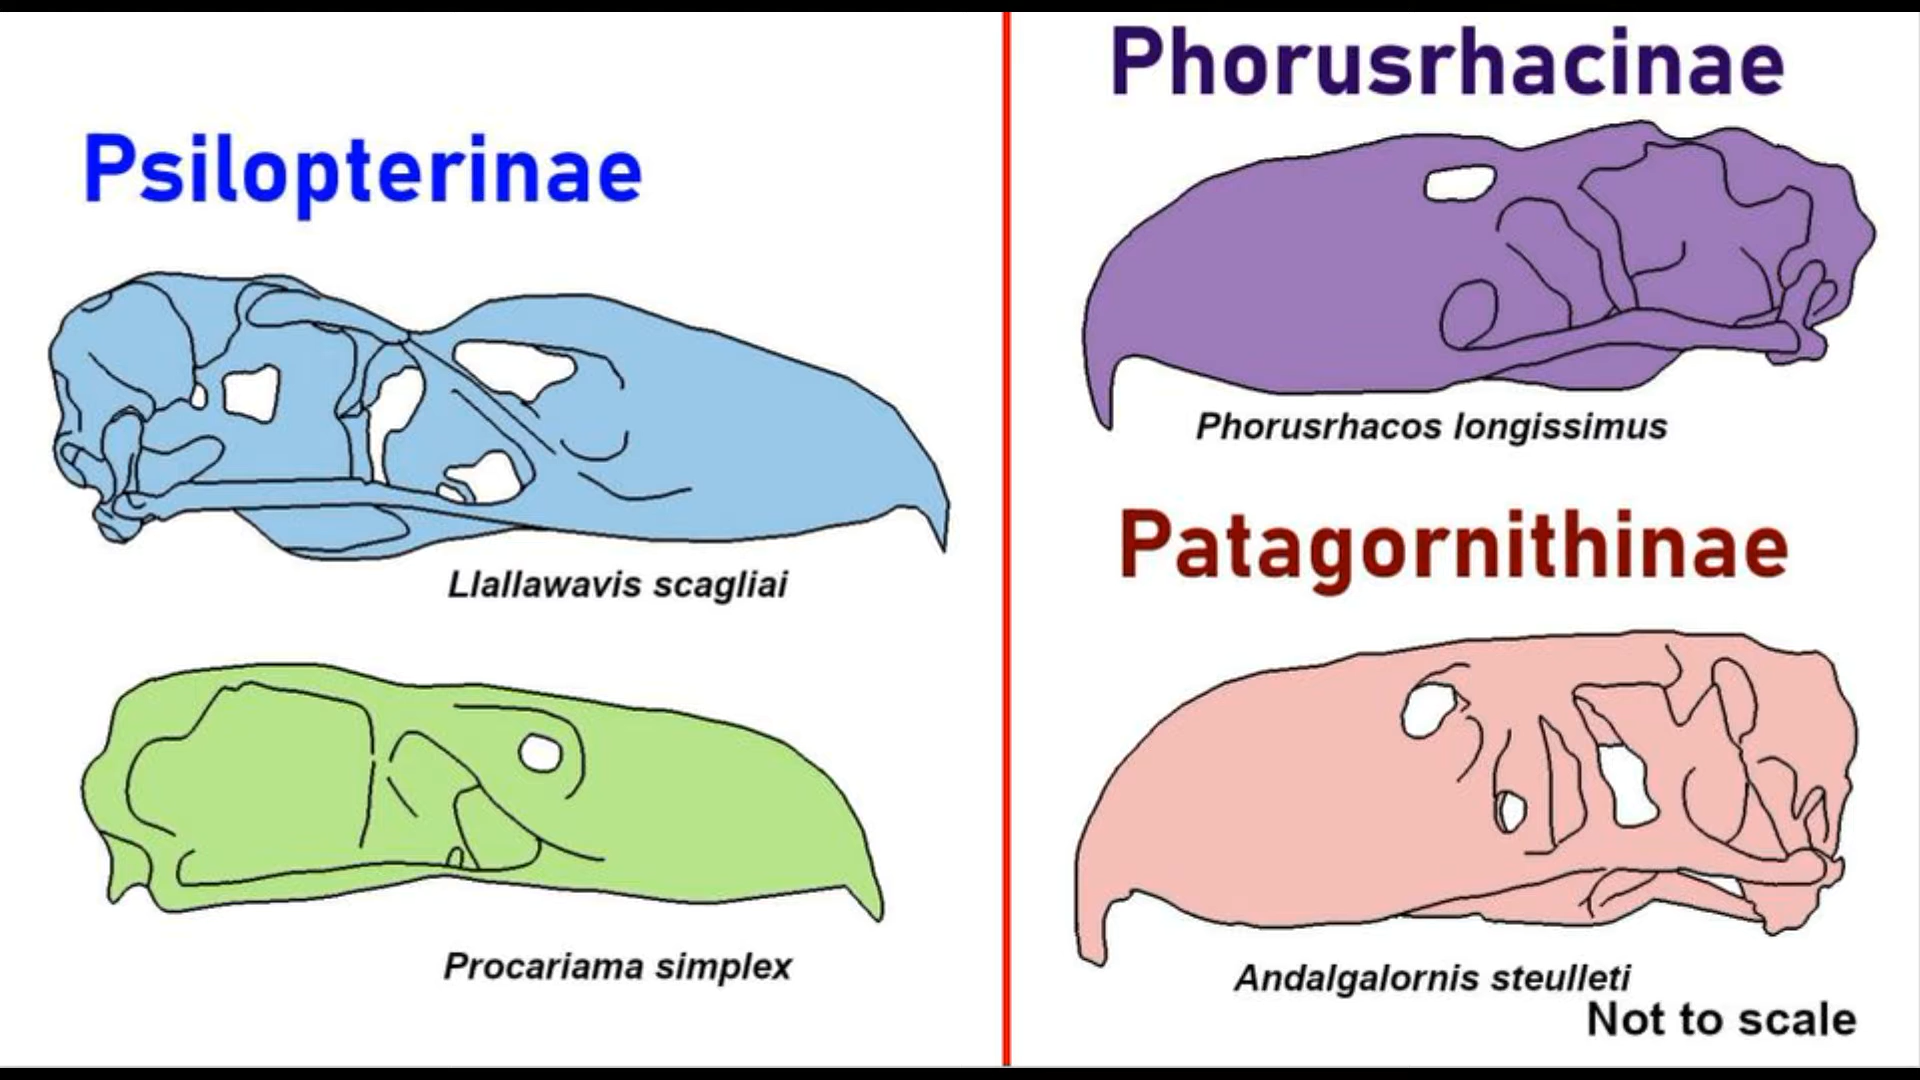 Psilopterinae
Llallawavis scagliai
Procariama simplex
Phorusrhacinae
Phorusrhacos longissimus
Patagornithinae
Andalgalornis steulleti
Not to scale